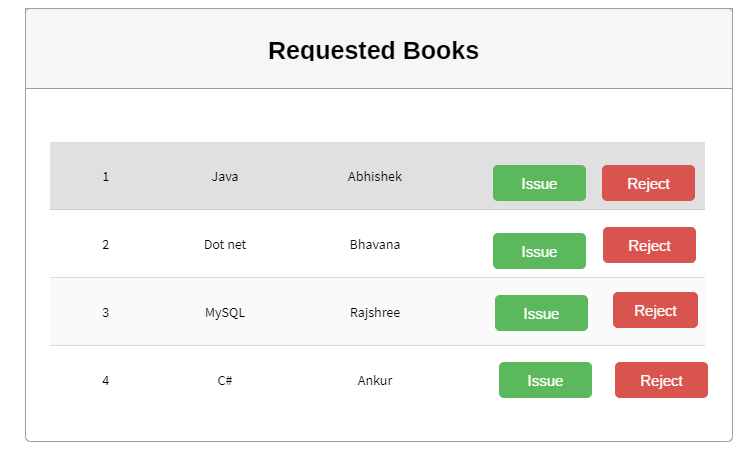 Requested Books
1 Java Abhishek Issue Reject
2 Dot net Bhavana Issue Reject
3 MySQL Rajshree Issue Reject
4 C# Ankur Issue Reject